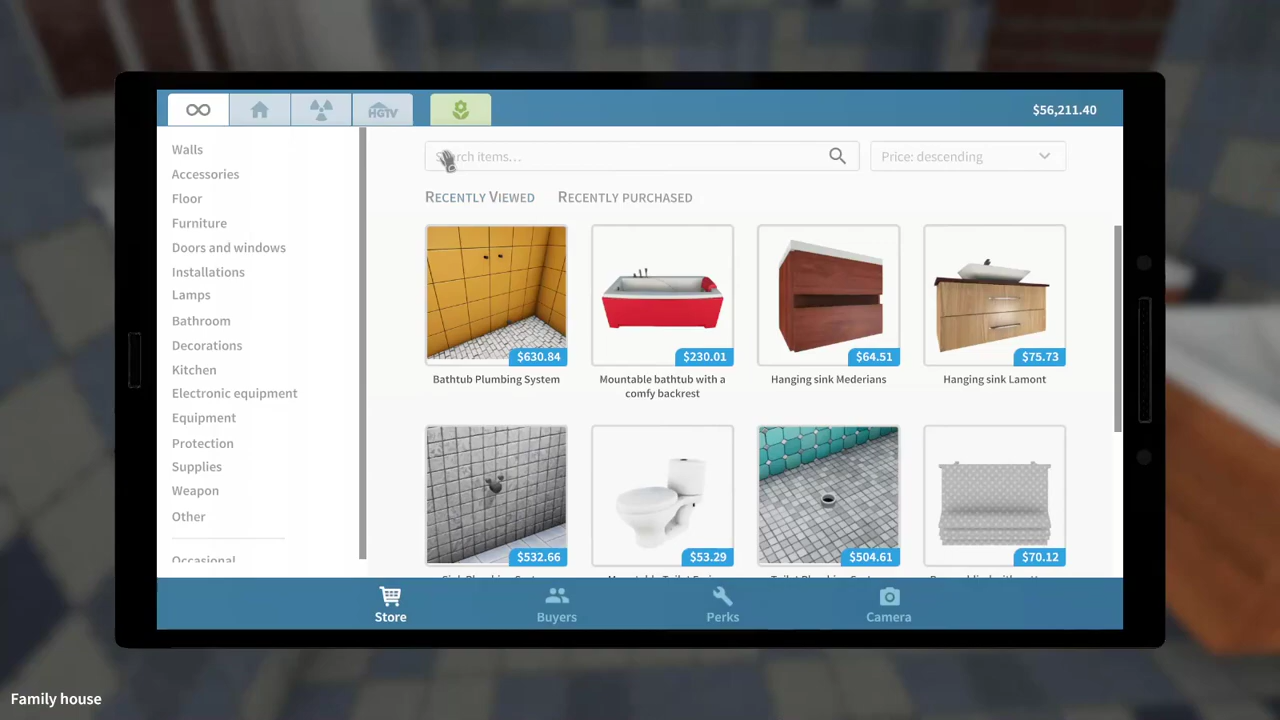 HGTV
$56,211.40
Walls
Accessories
Floor
Furniture
Doors and windows
Installations
Lamps
Bathroom
Decorations
Kitchen
Electronic equipment
Equipment
Protection
Supplies
Weapon
Other
Occasional
Search items...
Price: descending
RECENTLY VIEWED
RECENTLY PURCHASED
$630.84
Bathtub Plumbing System
$230.01
Mountable bathtub with a
comfy backrest
$64.51
Hanging sink Mederians
$75.73
Hanging sink Lamont
$532.66
$53.29
$504.61
$70.12
Store
Buyers
Perks
Camera
Family house